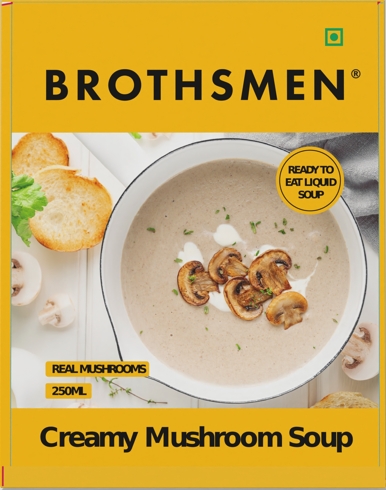 BROTHSMEN®
READY TO
EAT LIQUID
SOUP
REAL MUSHROOMS
250ML
Creamy Mushroom Soup